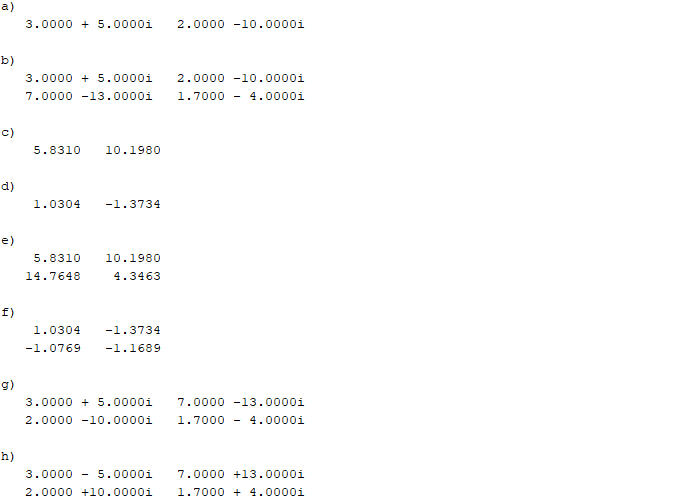 a)
3.0000 + 5.0000i   2.0000 -10.0000i
b)
3.0000 + 5.0000i   2.0000 -10.0000i
7.0000 -13.0000i   1.7000 - 4.0000i
c)
5.8310   10.1980
d)
1.0304   -1.3734
e)
5.8310   10.1980
14.7648    4.3463
f)
1.0304   -1.3734
-1.0769   -1.1689
g)
3.0000 + 5.0000i   7.0000 -13.0000i
2.0000 -10.0000i   1.7000 - 4.0000i
h)
3.0000 - 5.0000i   7.0000 +13.0000i
2.0000 +10.0000i   1.7000 + 4.0000i